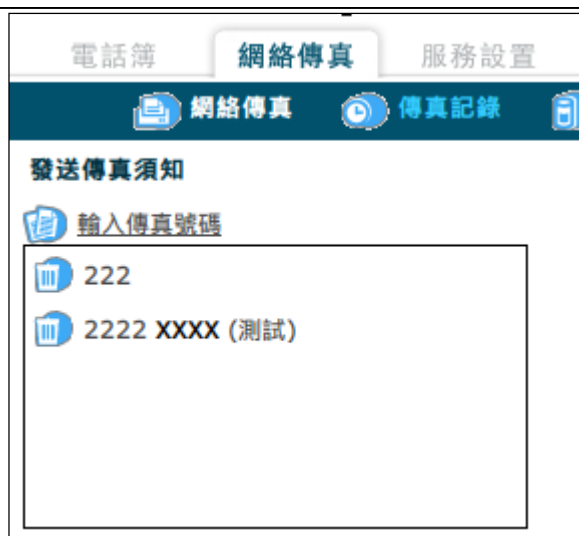 電話簿 網絡傳真 服務設置
網絡傳真 傳真記錄
發送傳真須知
輸入傳真號碼
222
2222 XXXX (測試)